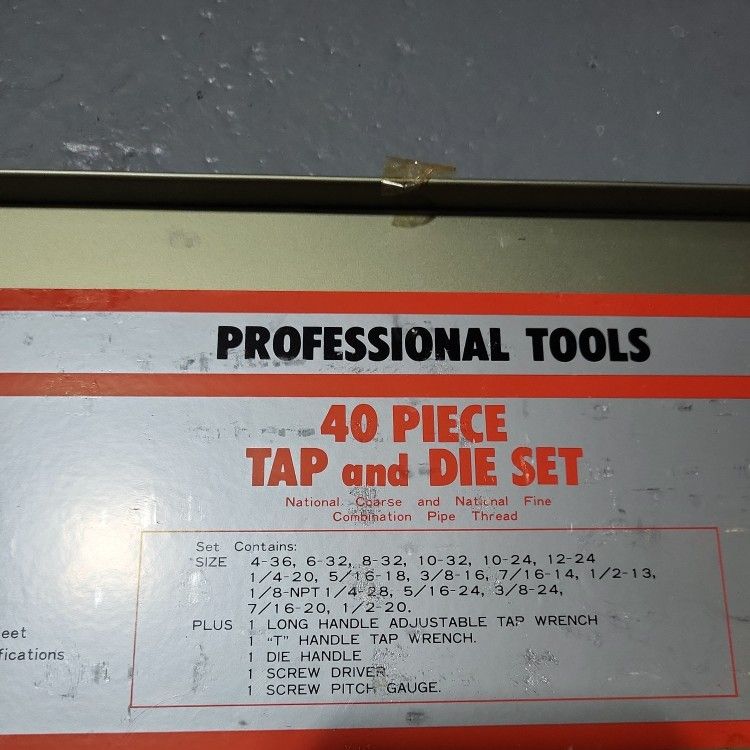 PROFESSIONAL TOOLS
40 PIECE
TAP and DIE SET
National Coarse and National Fine
Combination Pipe Thread
Set Contains:
SIZE 4-36, 6-32, 8-32, 10-32, 10-24, 12-24
1/4-20, 5/16-18, 3/8-16, 7/16-14, 1/2-13,
1/8-NPT 1/4-28, 5/16-24, 3/8-24,
7/16-20, 1/2-20.
PLUS 1 LONG HANDLE ADJUSTABLE TAP WRENCH
1 "T" HANDLE TAP WRENCH.
1 DIE HANDLE
1 SCREW DRIVER
1 SCREW PITCH GAUGE.
eet
fications